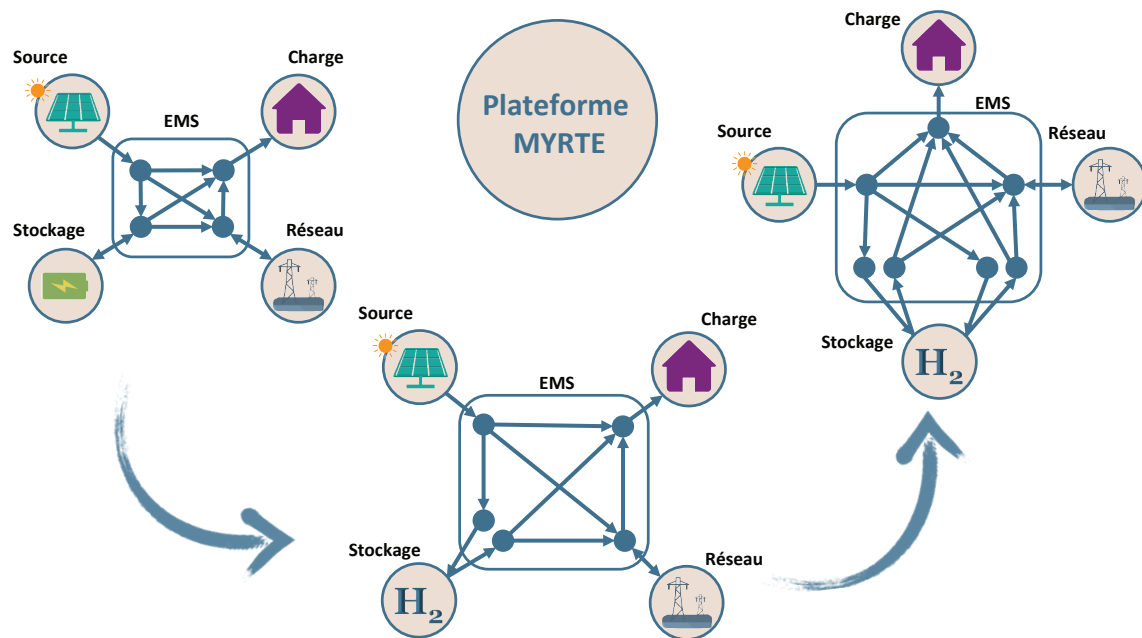 Source
Charge
EMS
Stockage
Réseau
Plateforme
MYRTE
Charge
EMS
Source
Réseau
Stockage
H₂
Source
Charge
EMS
Stockage
H₂
Réseau